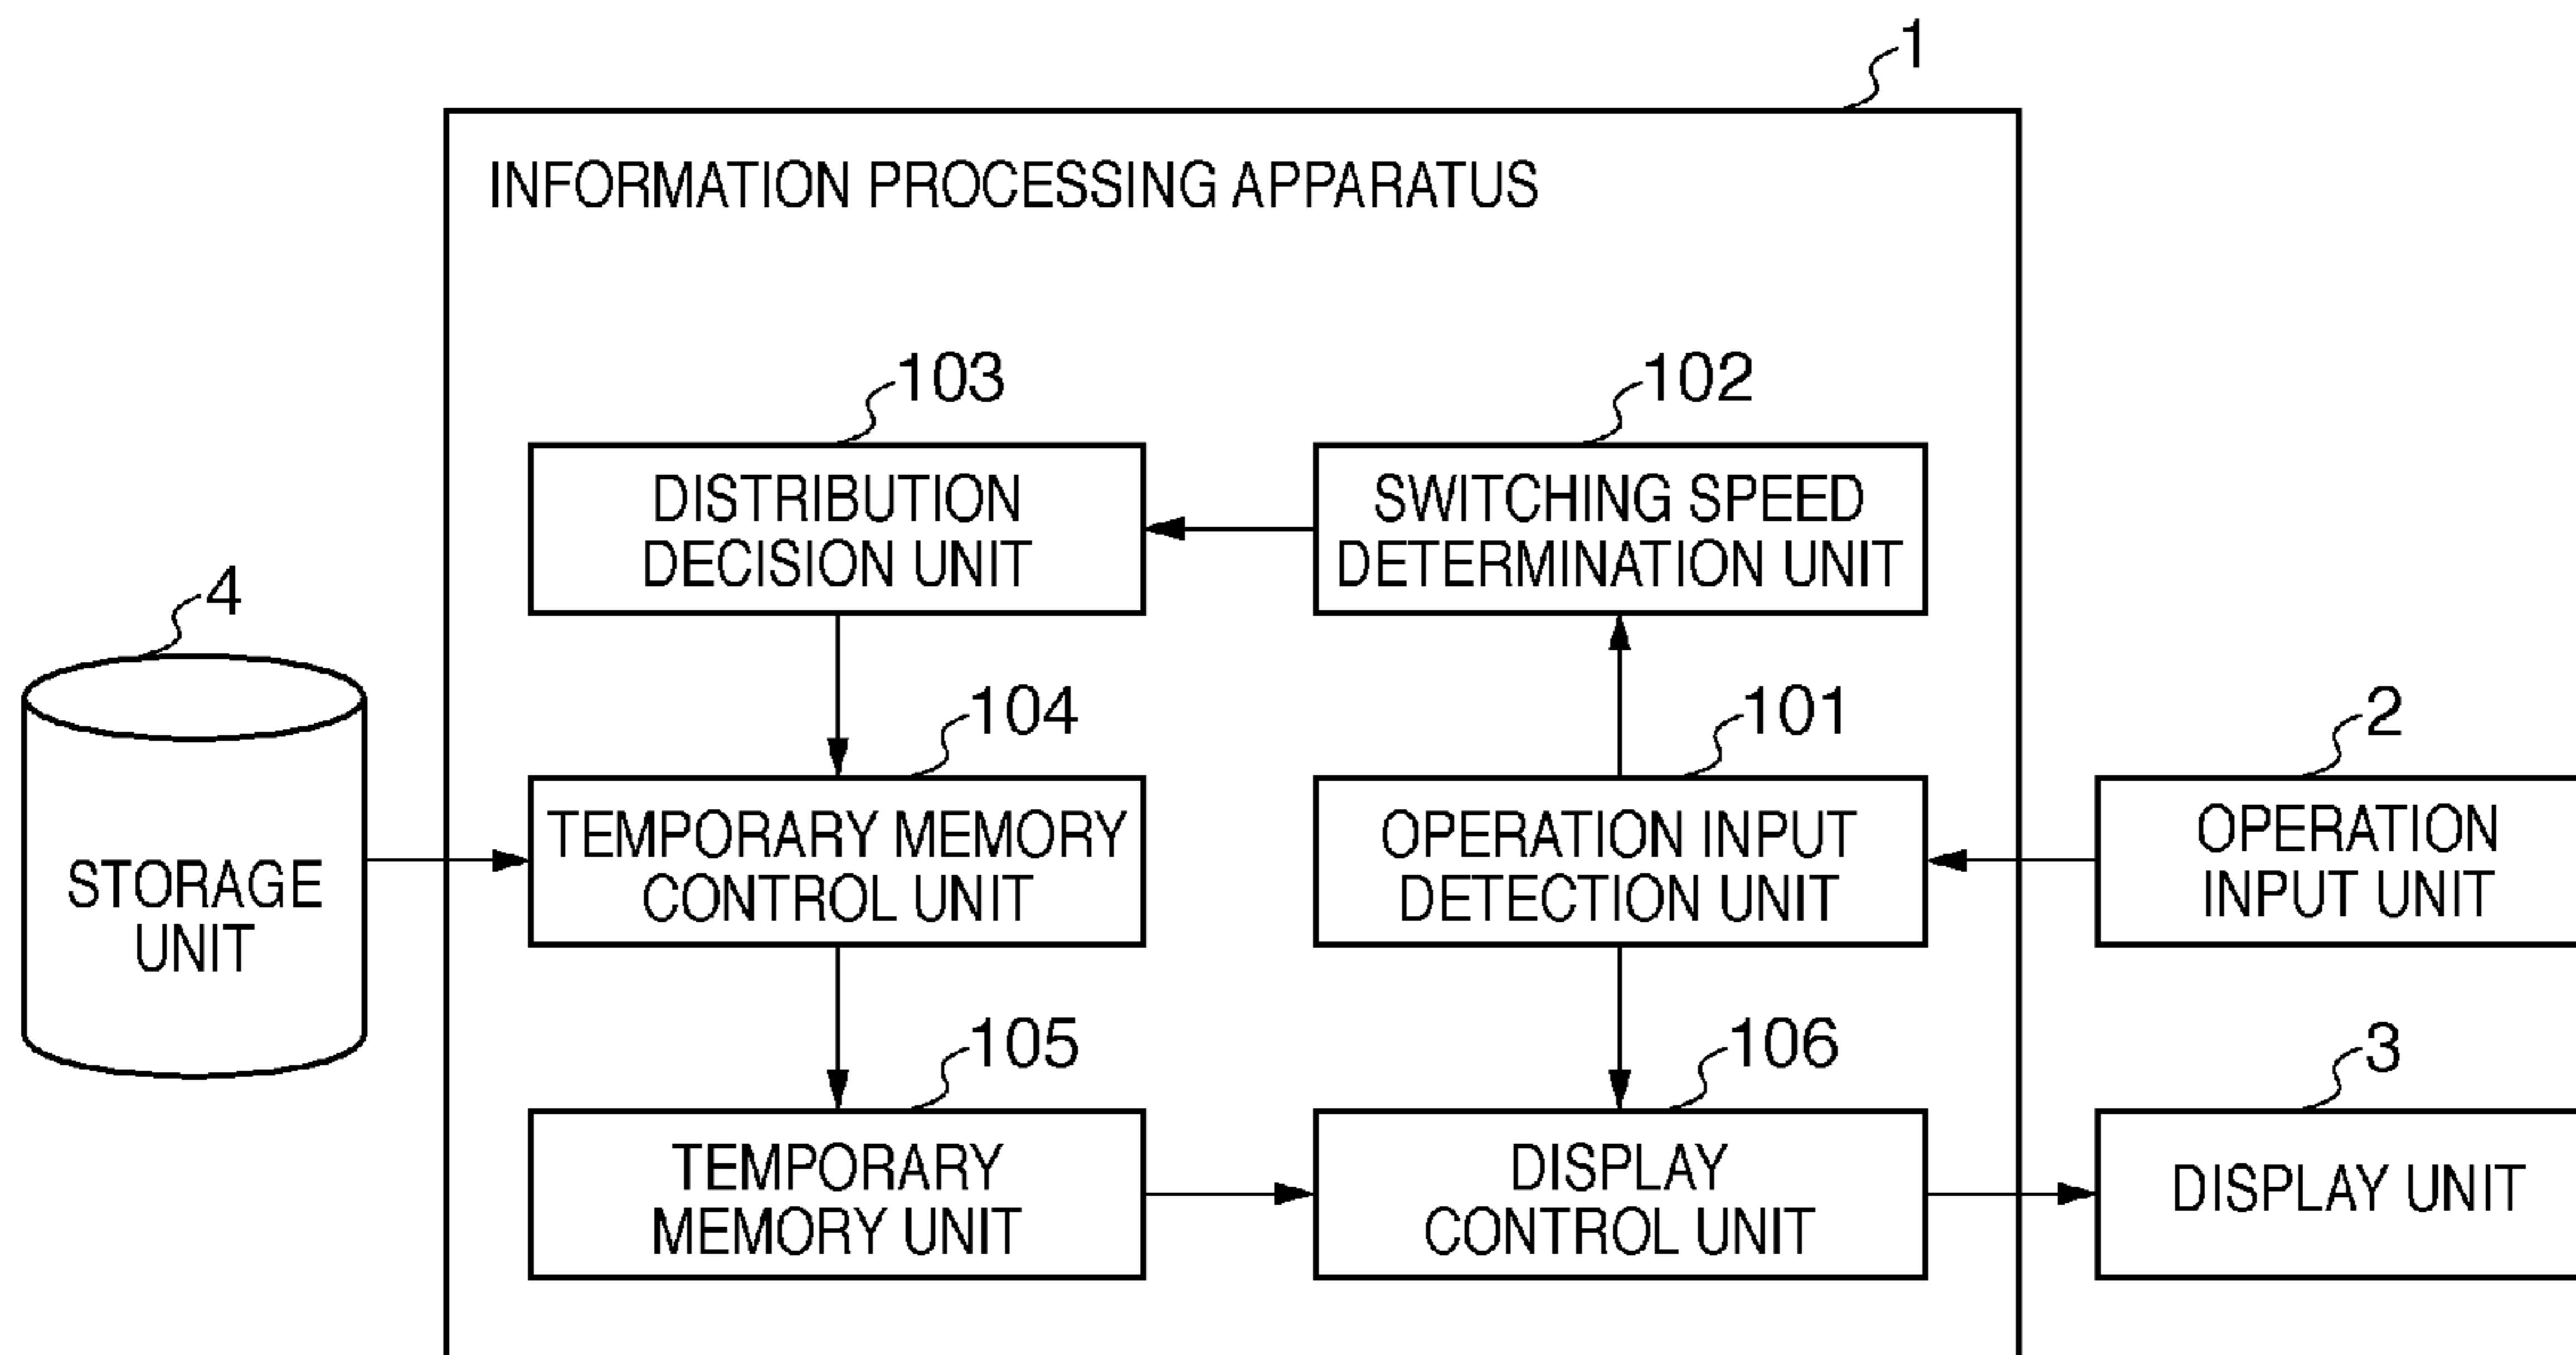 1
INFORMATION PROCESSING APPARATUS
103
102
DISTRIBUTION
DECISION UNIT
SWITCHING SPEED
DETERMINATION UNIT
4
STORAGE
UNIT
104
101
2
TEMPORARY MEMORY
CONTROL UNIT
OPERATION INPUT
DETECTION UNIT
OPERATION
INPUT UNIT
105
106
3
TEMPORARY
MEMORY UNIT
DISPLAY
CONTROL UNIT
DISPLAY UNIT